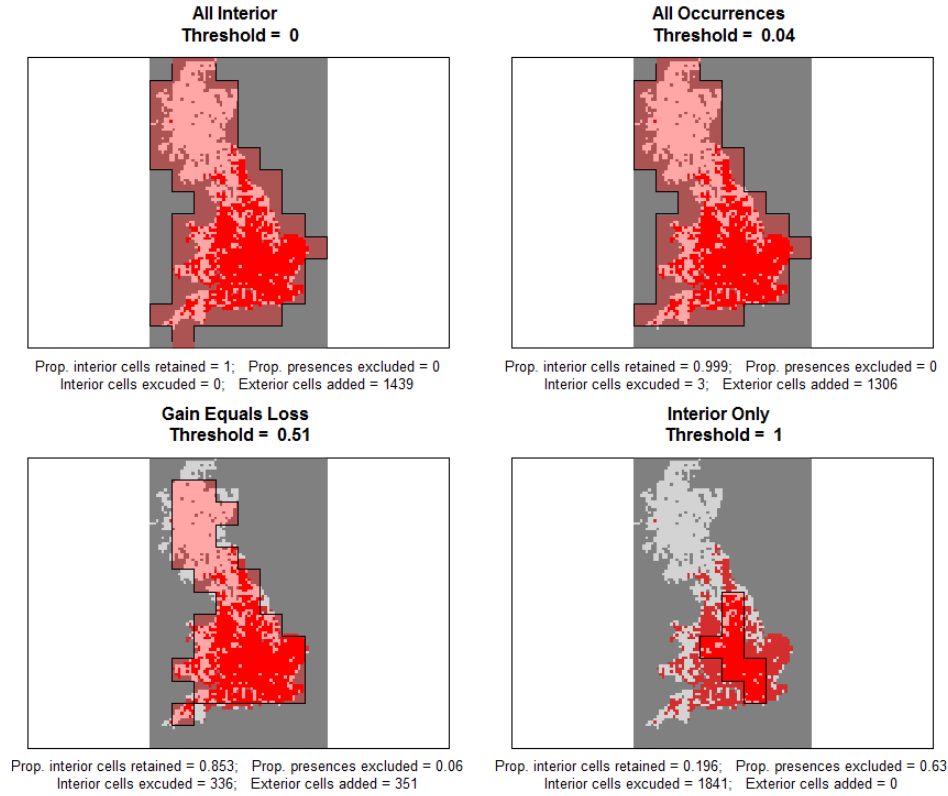 All Interior
Threshold = 0
Prop. interior cells retained = 1; Prop. presences excluded = 0
Interior cells excuded = 0; Exterior cells added = 1439
All Occurrences
Threshold = 0.04
Prop. interior cells retained = 0.999; Prop. presences excluded = 0
Interior cells excuded = 3; Exterior cells added = 1306
Gain Equals Loss
Threshold = 0.51
Prop. interior cells retained = 0.853; Prop. presences excluded = 0.06
Interior cells excuded = 336; Exterior cells added = 351
Interior Only
Threshold = 1
Prop. interior cells retained = 0.196; Prop. presences excluded = 0.63
Interior cells excuded = 1841; Exterior cells added = 0